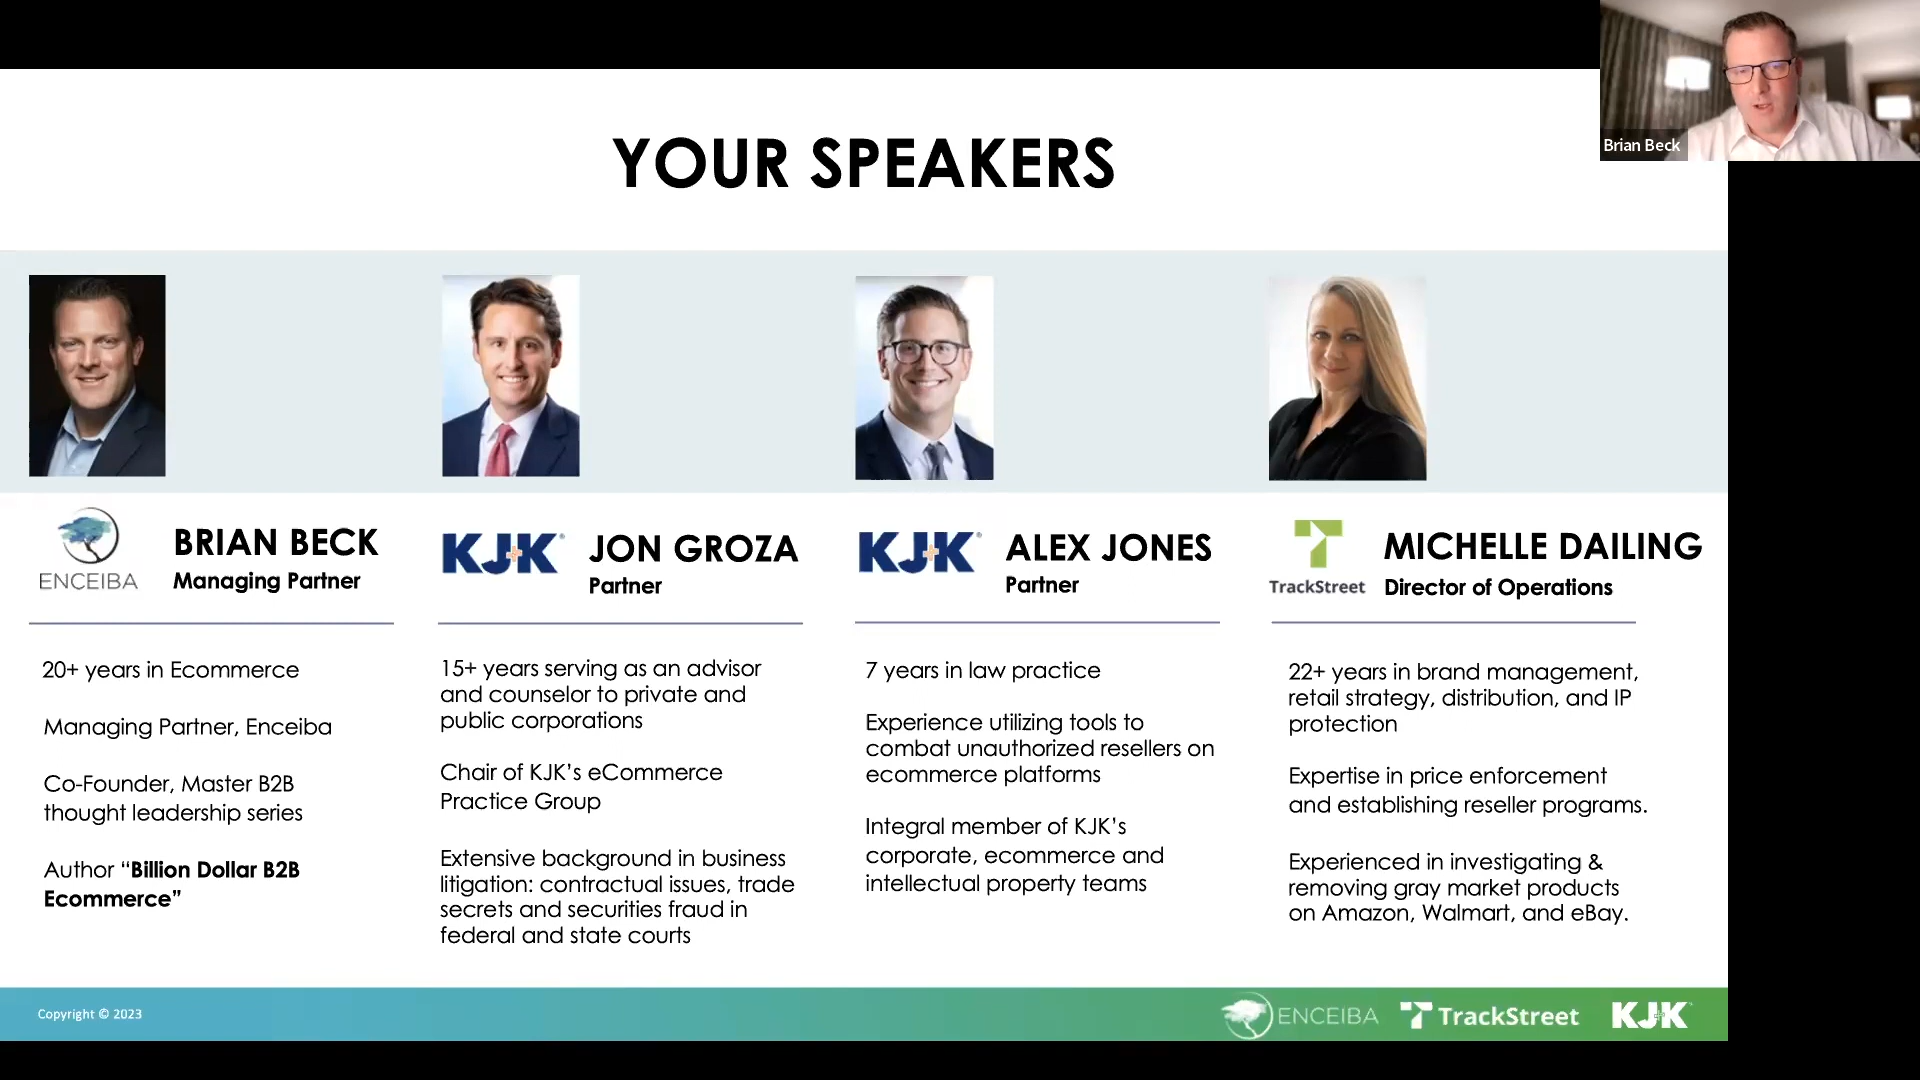 Brian Beck
YOUR SPEAKERS
ENCEIBA
BRIAN BECK
Managing Partner
20+ years in Ecommerce
Managing Partner, Enceiba
Co-Founder, Master B2B
thought leadership series
Author “Billion Dollar B2B
Ecommerce”
KJK®
JON GROZA
Partner
15+ years serving as an advisor
and counselor to private and
public corporations
Chair of KJK’s eCommerce
Practice Group
Extensive background in business
litigation: contractual issues, trade
secrets and securities fraud in
federal and state courts
KJK®
ALEX JONES
Partner
7 years in law practice
Experience utilizing tools to
combat unauthorized resellers on
ecommerce platforms
Integral member of KJK’s
corporate, ecommerce and
intellectual property teams
TrackStreet
MICHELLE DAILING
Director of Operations
22+ years in brand management,
retail strategy, distribution, and IP
protection
Expertise in price enforcement
and establishing reseller programs.
Experienced in investigating &
removing gray market products
on Amazon, Walmart, and eBay.
Copyright © 2023
ENCEIBA
TrackStreet
KJK